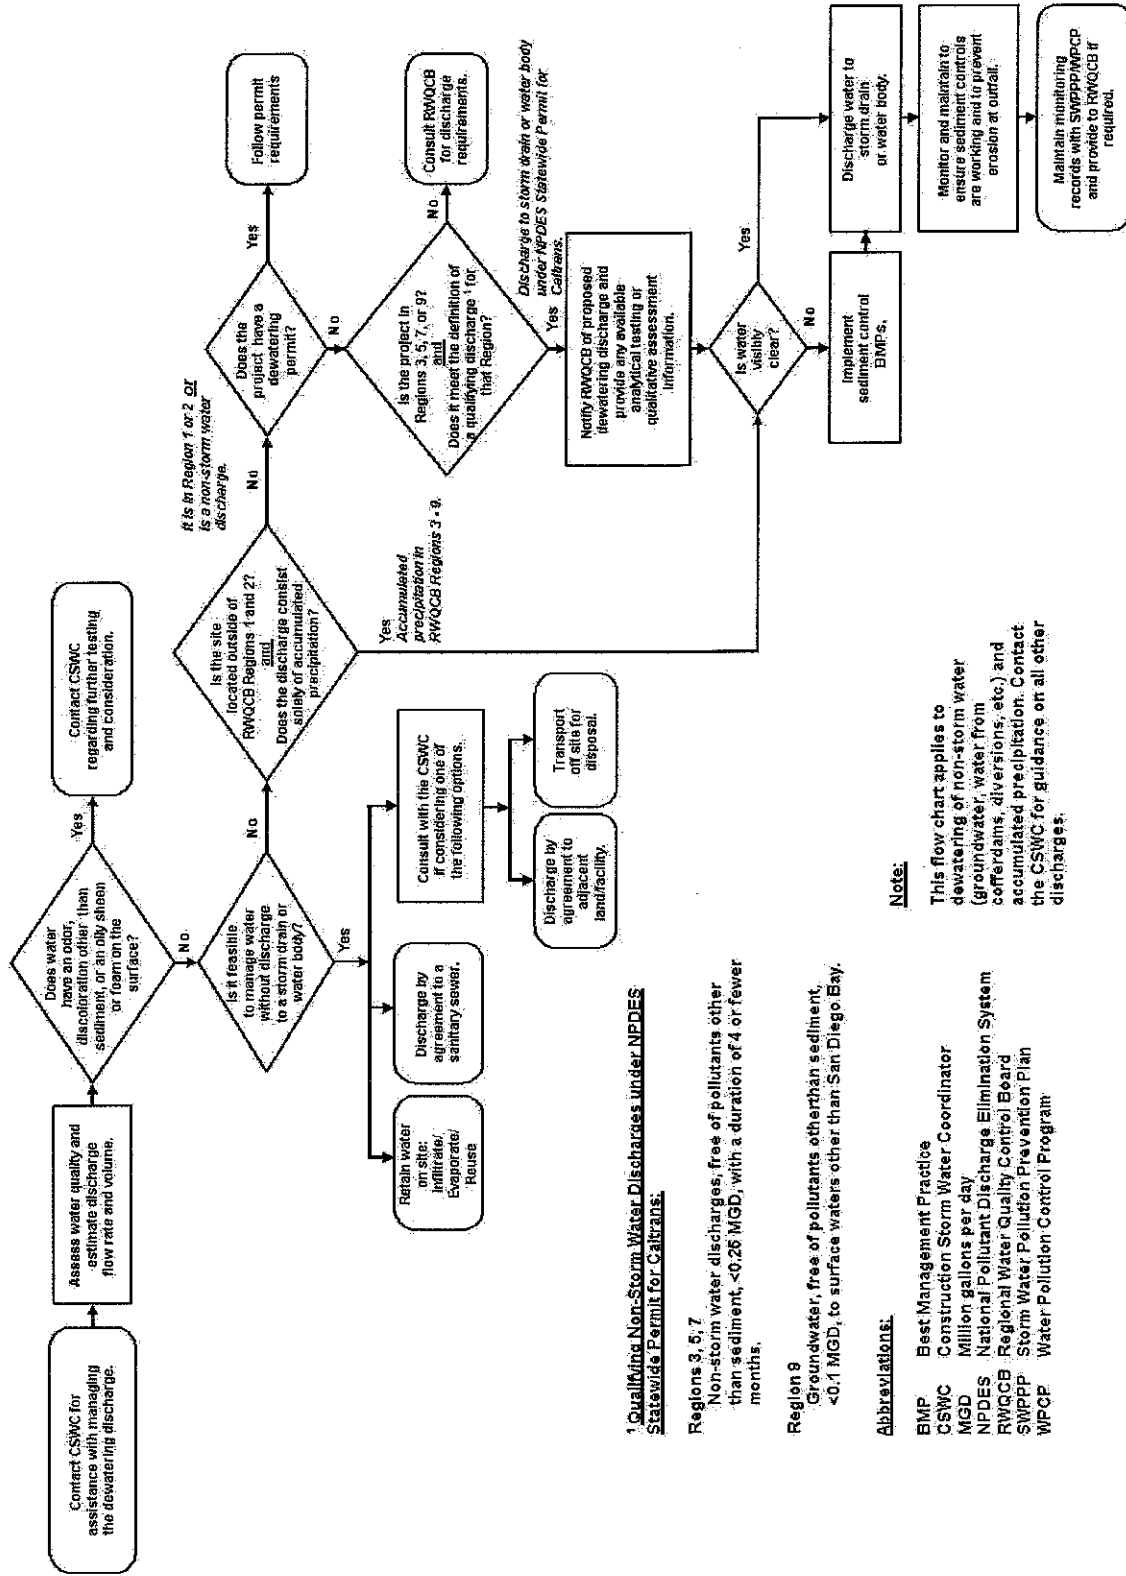 Contact CSWC for
assistance with managing
the dewatering discharge.
Assess water quality and
estimate discharge
flow rate and volume.
Does water
have an odor,
discoloration other than
sediment, or an oily sheen
or foam on the
surface?
Yes
Contact CSWC
regarding further testing
and consideration.
No
Is it feasible
to manage water
without discharge
to a storm drain or
water body?
Yes
Retain water
on site:
Infiltrate/
Evaporate/
Reuse
Discharge by
agreement to a
sanitary sewer.
Consult with the CSWC
if considering one of
the following options.
Discharge by
agreement to
adjacent
land/facility.
Transport
off site for
disposal.
No
Is the site
located outside of
RWQCB Regions 1 and 2?
and
Does the discharge consist
solely of accumulated
precipitation?
Yes
Accumulated
precipitation in
RWQCB Regions 3 - 9.
No
It is in Region 1 or 2 or
is a non-storm water
discharge.
Does the
project have a
dewatering
permit?
Yes
Follow permit
requirements
No
Is the project in
Regions 3, 5, 7, or 9?
and
Does it meet the definition of
a qualifying discharge ¹ for
that Region?
No
Consult RWQCB
for discharge
requirements.
Yes
Discharge to storm drain or water body
under NPDES Statewide Permit for
Caltrans.
Notify RWQCB of proposed
dewatering discharge and
provide any available
analytical testing or
qualitative assessment
information.
Is water
visibly
clear?
Yes
No
Implement
sediment control
BMPs.
Discharge water to
storm drain
or water body.
Monitor and maintain to
ensure sediment controls
are working and to prevent
erosion at outfall.
Maintain monitoring
records with SWPPP/WPCP
and provide to RWQCB if
required.
¹ Qualifying Non-Storm Water Discharges under NPDES
Statewide Permit for Caltrans:
Regions 3, 5, 7
Non-storm water discharges, free of pollutants other
than sediment, <0.25 MGD, with a duration of 4 or fewer
months.
Region 9
Groundwater, free of pollutants otherthan sediment,
<0.1 MGD, to surface waters other than San Diego Bay.
Abbreviations:
BMP Best Management Practice
CSWC Construction Storm Water Coordinator
MGD Million gallons per day
NPDES National Pollutant Discharge Elimination System
RWQCB Regional Water Quality Control Board
SWPPP Storm Water Pollution Prevention Plan
WPCP Water Pollution Control Program
Note:
This flow chart applies to
dewatering of non-storm water
(groundwater, water from
cofferdams, diversions, etc.) and
accumulated precipitation. Contact
the CSWC for guidance on all other
discharges.